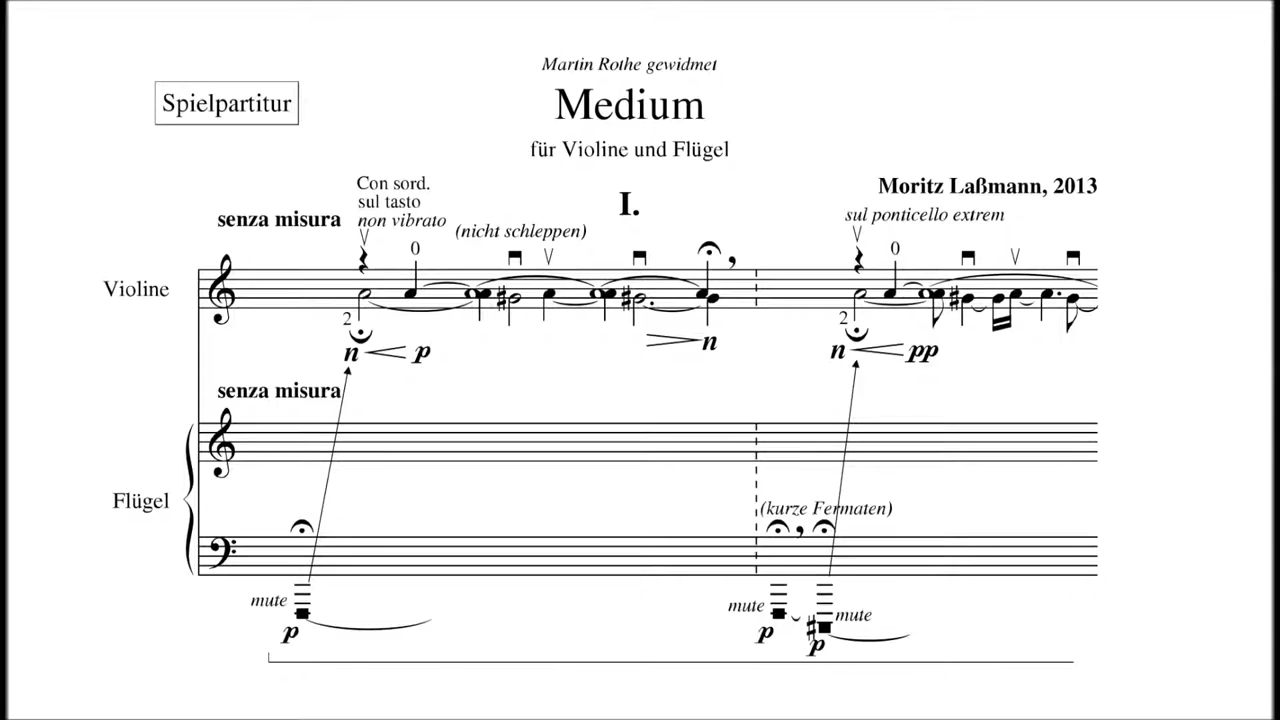 Martin Rothe gewidmet
Spielpartitur
Medium
für Violine und Flügel
Con sord.
Moritz Laßmann, 2013
sul tasto
I.
senza misura
non vibrato
(nicht schleppen)
sul ponticello extrem
0
0
Violine
2
2
n
p
n
n
pp
senza misura
Flügel
(kurze Fermaten)
mute
mute
mute
p
p
p